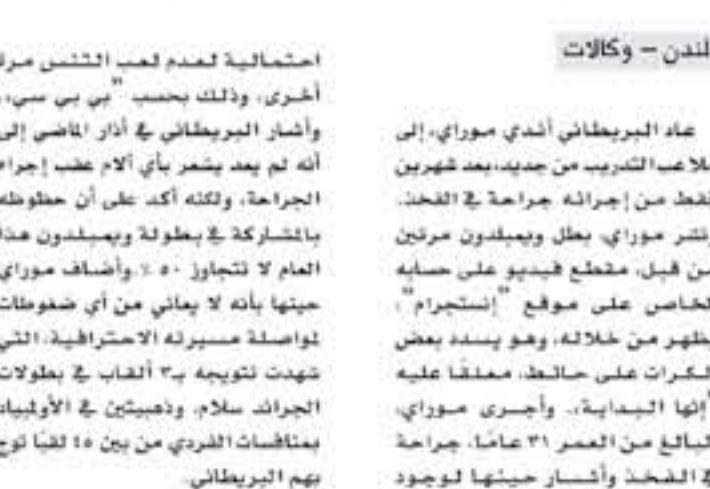 لندن – وكالات
عاد البريطاني أندي موراي، إلى
ملاعب التدريب من جديد، بعد شهرين
فقط من إجرائه جراحة في الفخذ.
ونشر موراي، بطل ويمبلدون مرتين
من قبل، مقطع فيديو على حسابه
الخاص على موقع "إنستجرام"،
يظهر من خلاله، وهو يسدد بعض
الكرات على حائط، معلقًا عليه
"إنها البداية". وأجرى موراي،
البالغ من العمر ٣١ عامًا، جراحة
في الفخذ وأشار حينها لوجود
احتمالية لعدم لعب التنس مرة
أخرى، وذلك بحسب "بي بي سي".
وأشار البريطاني في أذار الماضي إلى
أنه لم يعد يشعر بأي آلام عقب إجراء
الجراحة، ولكنه أكد على أن حظوظه
بالمشاركة في بطولة ويمبلدون هذا
العام لا تتجاوز ٥٠ ٪. وأضاف موراي
حينها بأنه لا يعاني من أي ضغوطات
لمواصلة مسيرته الاحترافية، التي
شهدت تتويجه بـ٣ ألقاب في بطولات
الجراند سلام، وذهبيتين في الأولمبياد
بمنافسات الفردي من بين ٤٥ لقبًا توج
بهم البريطاني.